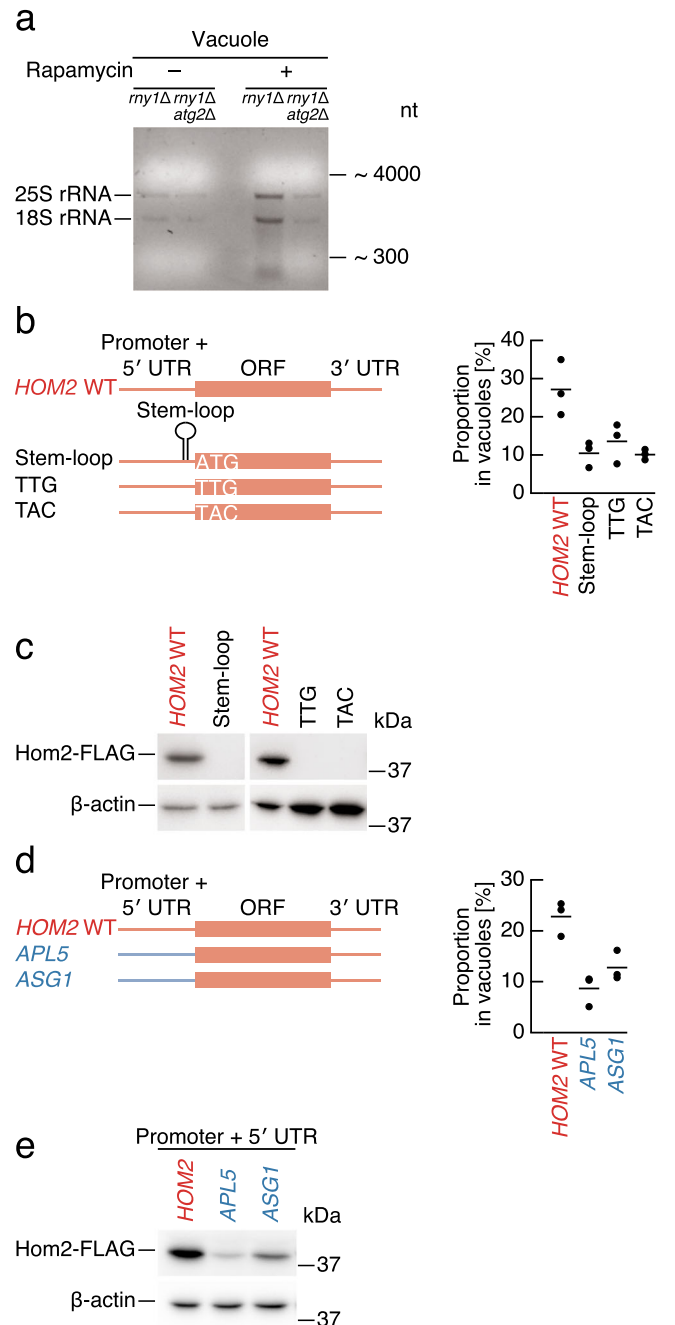 a
Vacuole
Rapamycin − +
rny1Δ rny1Δ atg2Δ rny1Δ rny1Δ atg2Δ
nt
~ 4000
25S rRNA
18S rRNA
~ 300
b
Promoter +
5′ UTR ORF 3′ UTR
HOM2 WT
Stem-loop
Stem-loop ATG
TTG TTG
TAC TAC
Proportion
in vacuoles [%]
40
30
20
10
0
HOM2 WT
Stem-loop
TTG
TAC
c
HOM2 WT
Stem-loop
HOM2 WT
TTG
TAC
kDa
Hom2-FLAG
37
β-actin
37
d
Promoter +
5′ UTR ORF 3′ UTR
HOM2 WT
APL5
ASG1
Proportion
in vacuoles [%]
30
20
10
0
HOM2 WT
APL5
ASG1
e
Promoter + 5′ UTR
HOM2
APL5
ASG1
kDa
Hom2-FLAG
37
β-actin
37